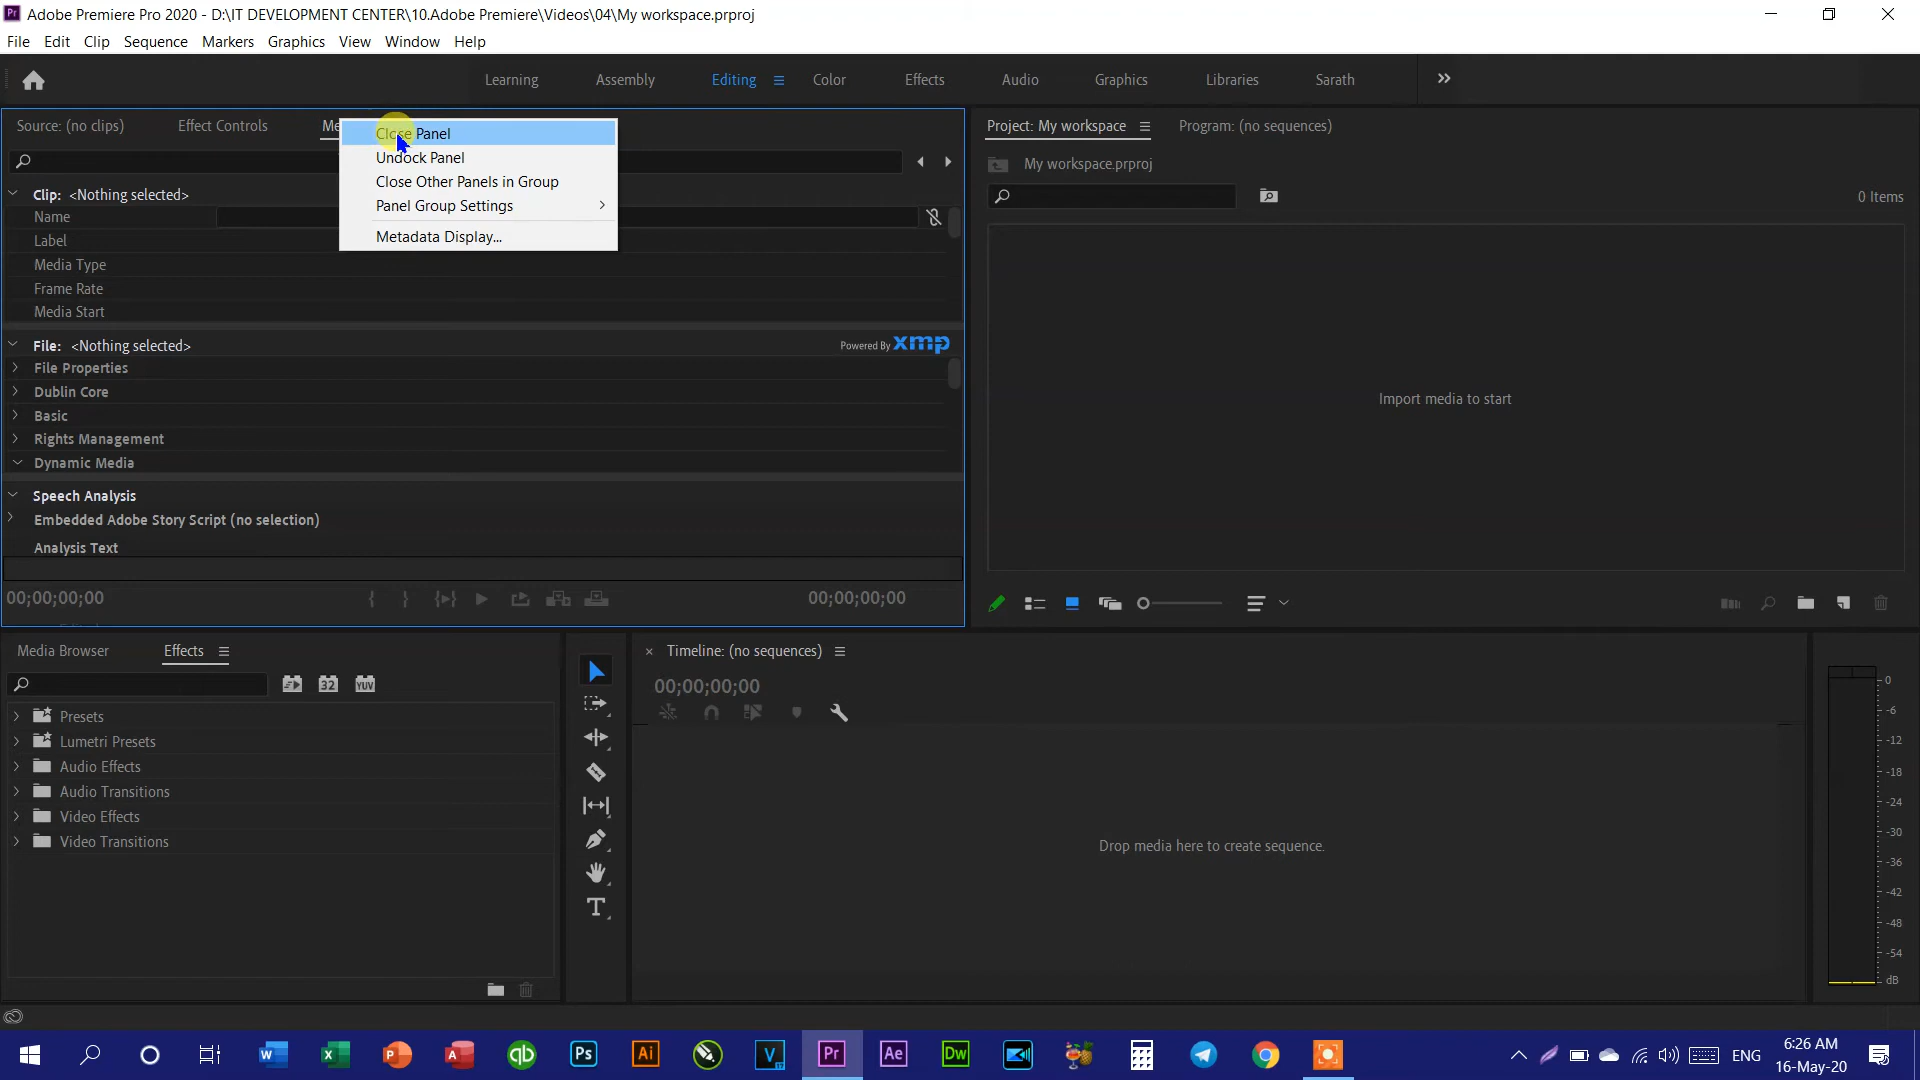 Adobe Premiere Pro 2020 - D:\IT DEVELOPMENT CENTER\10.Adobe Premiere\Videos\04\My workspace.prproj
File Edit Clip Sequence Markers Graphics View Window Help
Learning Assembly Editing Color Effects Audio Graphics Libraries Sarath
Source: (no clips) Effect Controls Me
Close Panel
Undock Panel
Close Other Panels in Group
Panel Group Settings
Metadata Display...
Clip: <Nothing selected>
Name
Label
Media Type
Frame Rate
Media Start
File: <Nothing selected> Powered By xmp
File Properties
Dublin Core
Basic
Rights Management
Dynamic Media
Speech Analysis
Embedded Adobe Story Script (no selection)
Analysis Text
00;00;00;00 00;00;00;00
Project: My workspace Program: (no sequences)
My workspace.prproj
0 Items
Import media to start
Media Browser Effects
32 YUV
Presets
Lumetri Presets
Audio Effects
Audio Transitions
Video Effects
Video Transitions
T
× Timeline: (no sequences)
00;00;00;00
Drop media here to create sequence.
0
-6
-12
-18
-24
-30
-36
-42
-48
-54
dB
W X P A qb Ps Ai V Pr Ae Dw ENG
6:26 AM
16-May-20